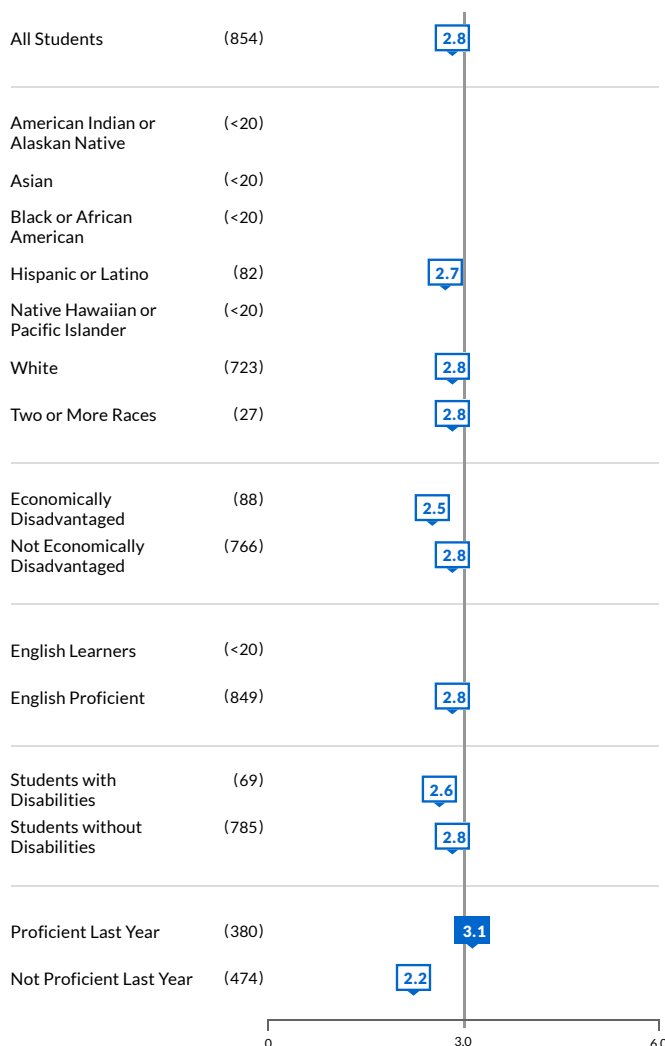 All Students (854) 2.8
American Indian or (<20)
Alaskan Native
Asian (<20)
Black or African (<20)
American
Hispanic or Latino (82) 2.7
Native Hawaiian or (<20)
Pacific Islander
White (723) 2.8
Two or More Races (27) 2.8
Economically (88) 2.5
Disadvantaged
Not Economically (766) 2.8
Disadvantaged
English Learners (<20)
English Proficient (849) 2.8
Students with (69) 2.6
Disabilities
Students without (785) 2.8
Disabilities
Proficient Last Year (380) 3.1
Not Proficient Last Year (474) 2.2
0 3.0 6.0